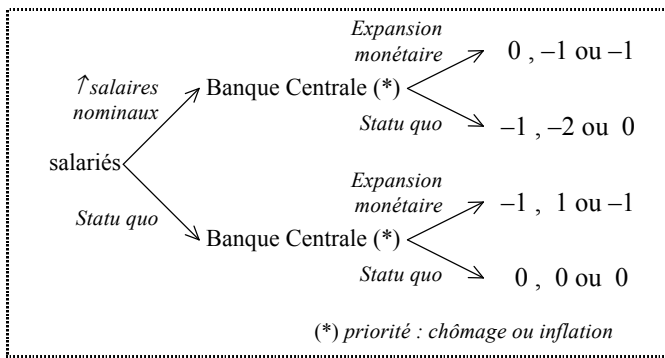 Expansion
monétaire
0 , –1 ou –1
↑salaires
nominaux
Banque Centrale (*)
Statu quo
–1 , –2 ou 0
salariés
Expansion
monétaire
–1 , 1 ou –1
Statu quo
Banque Centrale (*)
Statu quo
0 , 0 ou 0
(*) priorité : chômage ou inflation